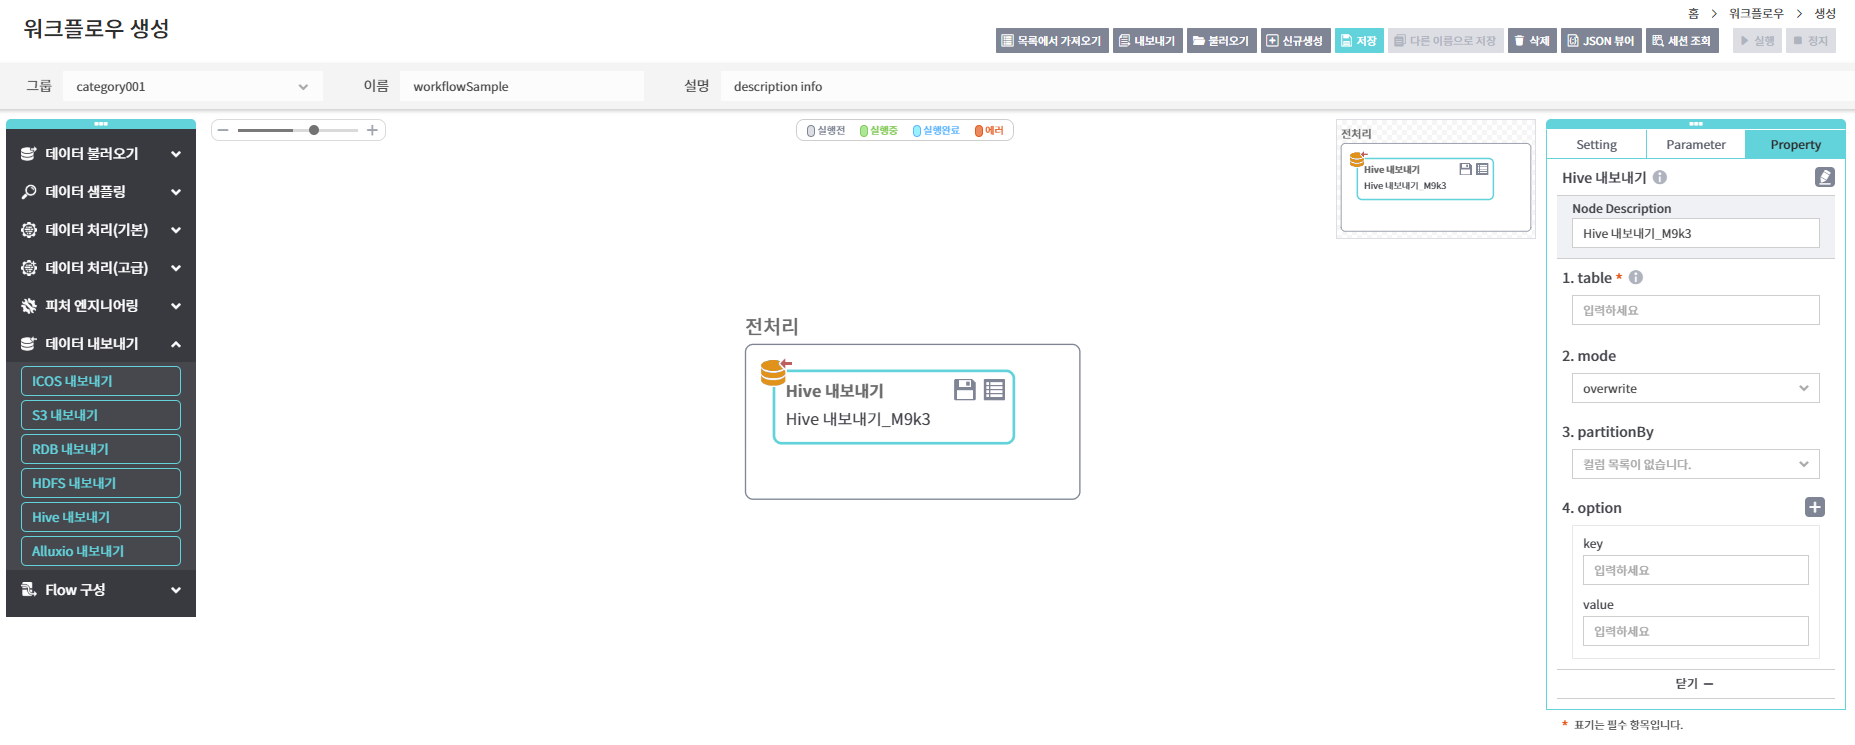 워크플로우 생성
홈 > 워크플로우 > 생성
목록에서 가져오기 내보내기 불러오기 신규생성 저장 다른 이름으로 저장 삭제 JSON 뷰어 세션 조회 실행 정지
그룹 category001 이름 workflowSample 설명 description info
데이터 불러오기
데이터 샘플링
데이터 처리(기본)
데이터 처리(고급)
피처 엔지니어링
데이터 내보내기
ICOS 내보내기
S3 내보내기
RDB 내보내기
HDFS 내보내기
Hive 내보내기
Alluxio 내보내기
Flow 구성
실행전 실행중 실행완료 에러
전처리
Hive 내보내기
Hive 내보내기_M9k3
전처리
Hive 내보내기
Hive 내보내기_M9k3
Setting Parameter Property
Hive 내보내기
Node Description
Hive 내보내기_M9k3
1. table *
입력하세요
2. mode
overwrite
3. partitionBy
컬럼 목록이 없습니다.
4. option
key
입력하세요
value
입력하세요
닫기
* 표기는 필수 항목입니다.